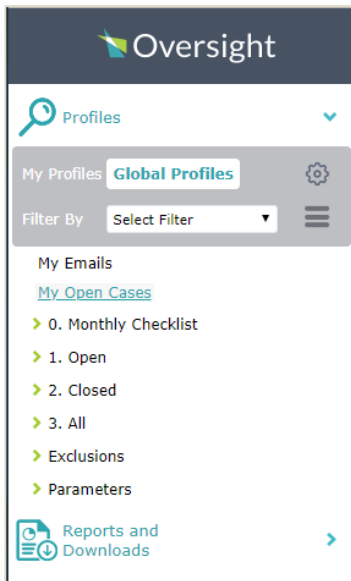 Oversight
Profiles
My Profiles Global Profiles
Filter By Select Filter
My Emails
My Open Cases
0. Monthly Checklist
1. Open
2. Closed
3. All
Exclusions
Parameters
Reports and
Downloads